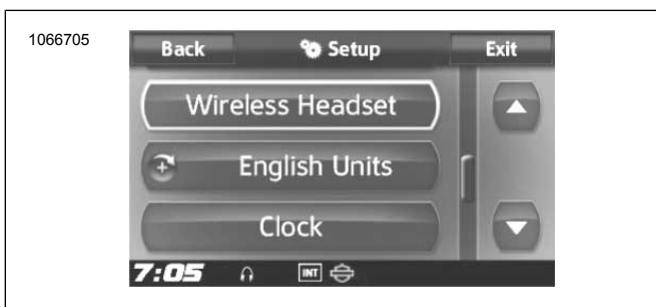 1066705
Back Setup Exit
Wireless Headset
English Units
Clock
7:05 INT